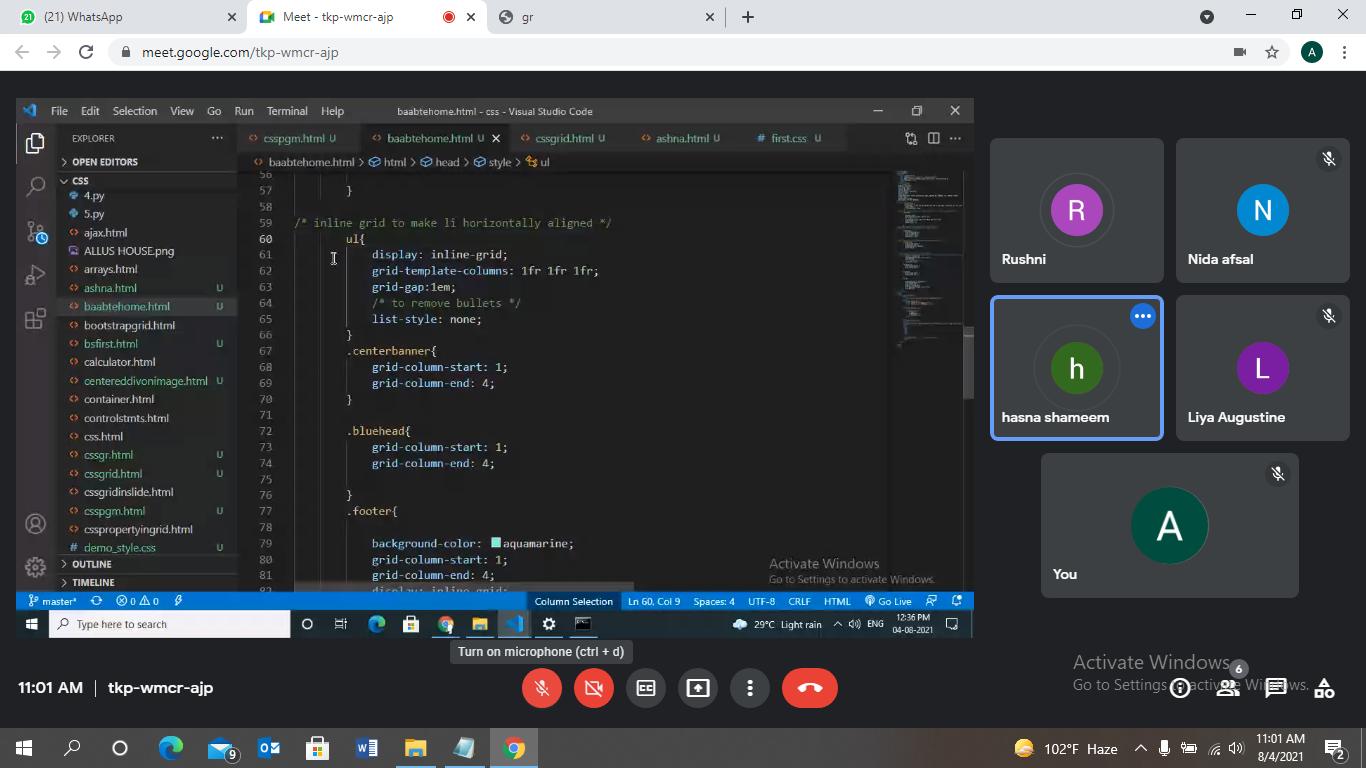 21 (21) WhatsApp
Meet - tkp-wmcr-ajp
gr
meet.google.com/tkp-wmcr-ajp
A
File Edit Selection View Go Run Terminal Help
baabtehome.html - css - Visual Studio Code
EXPLORER
csspgm.html U
baabtehome.html U
cssgrid.html U
ashna.html U
# first.css U
OPEN EDITORS
baabtehome.html > html > head > style > ul
CSS
4.py
5.py
ajax.html
ALLUS HOUSE.png
arrays.html
ashna.html U
baabtehome.html U
bootstrapgrid.html
bsfirst.html U
calculator.html
centereddivonimage.html U
container.html
controlstmts.html
css.html
cssgr.html U
cssgrid.html U
cssgridinslide.html
csspgm.html U
csspropertyingrid.html
# demo_style.css U
OUTLINE
TIMELINE
56
57 }
58
59 /* inline grid to make li horizontally aligned */
60 ul{
61 display: inline-grid;
62 grid-template-columns: 1fr 1fr 1fr;
63 grid-gap:1em;
64 /* to remove bullets */
65 list-style: none;
66 }
67 .centerbanner{
68 grid-column-start: 1;
69 grid-column-end: 4;
70 }
71
72 .bluehead{
73 grid-column-start: 1;
74 grid-column-end: 4;
75
76 }
77 .footer{
78
79 background-color: aquamarine;
80 grid-column-start: 1;
81 grid-column-end: 4;
82 display: inline-grid;
Activate Windows
Go to Settings to activate Windows.
master* 0 0 Column Selection Ln 60, Col 9 Spaces: 4 UTF-8 CRLF HTML Go Live
Type here to search
29°C Light rain ENG
12:36 PM
04-08-2021
R
Rushni
N
Nida afsal
h
hasna shameem
L
Liya Augustine
A
You
Turn on microphone (ctrl + d)
11:01 AM | tkp-wmcr-ajp
6
Activate Windows
Go to Settings to activate Windows.
9
102°F Haze
11:01 AM
8/4/2021
2